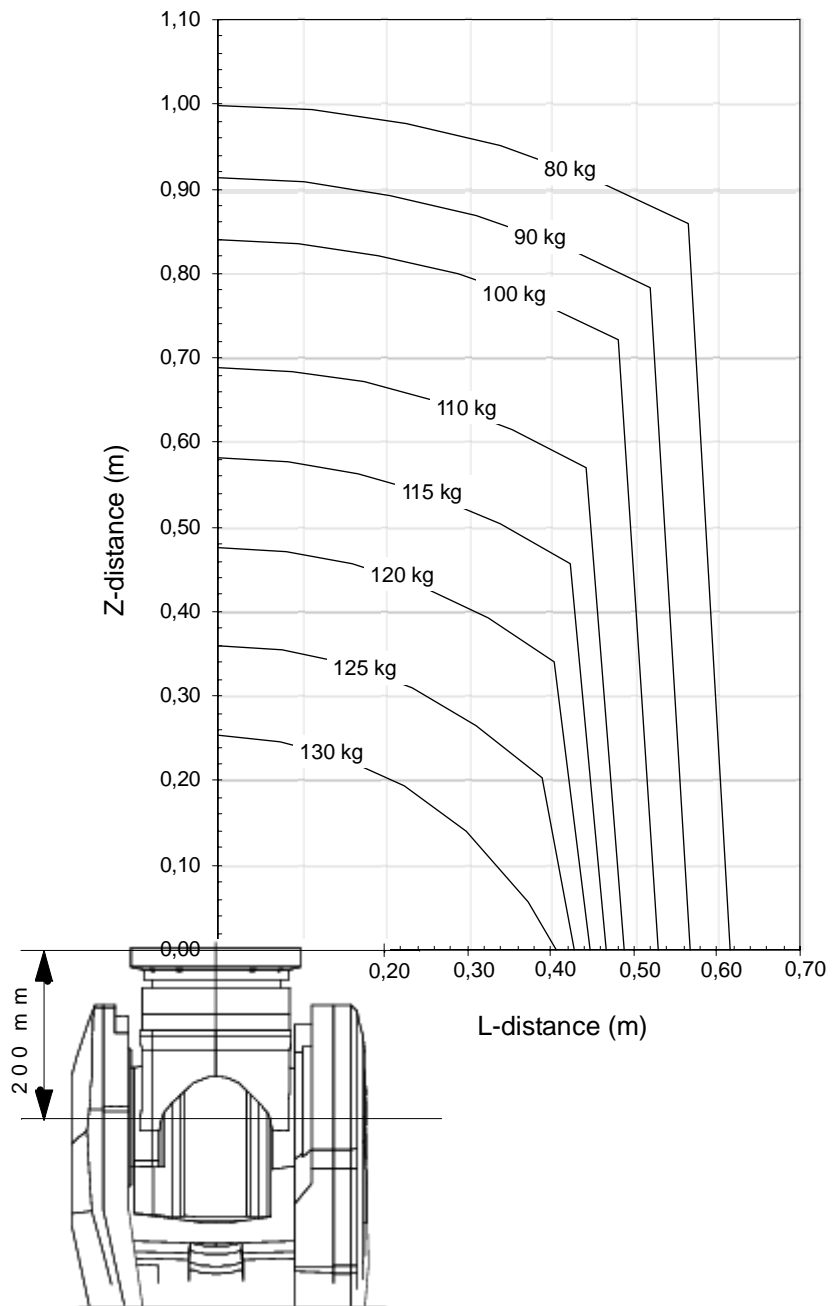 1,10
1,00
80 kg
0,90
90 kg
0,80
100 kg
0,70
110 kg
0,60
115 kg
0,50
120 kg
0,40
125 kg
0,30
130 kg
0,20
0,10
0,00
Z-distance (m)
0,20 0,30 0,40 0,50 0,60 0,70
L-distance (m)
200 mm